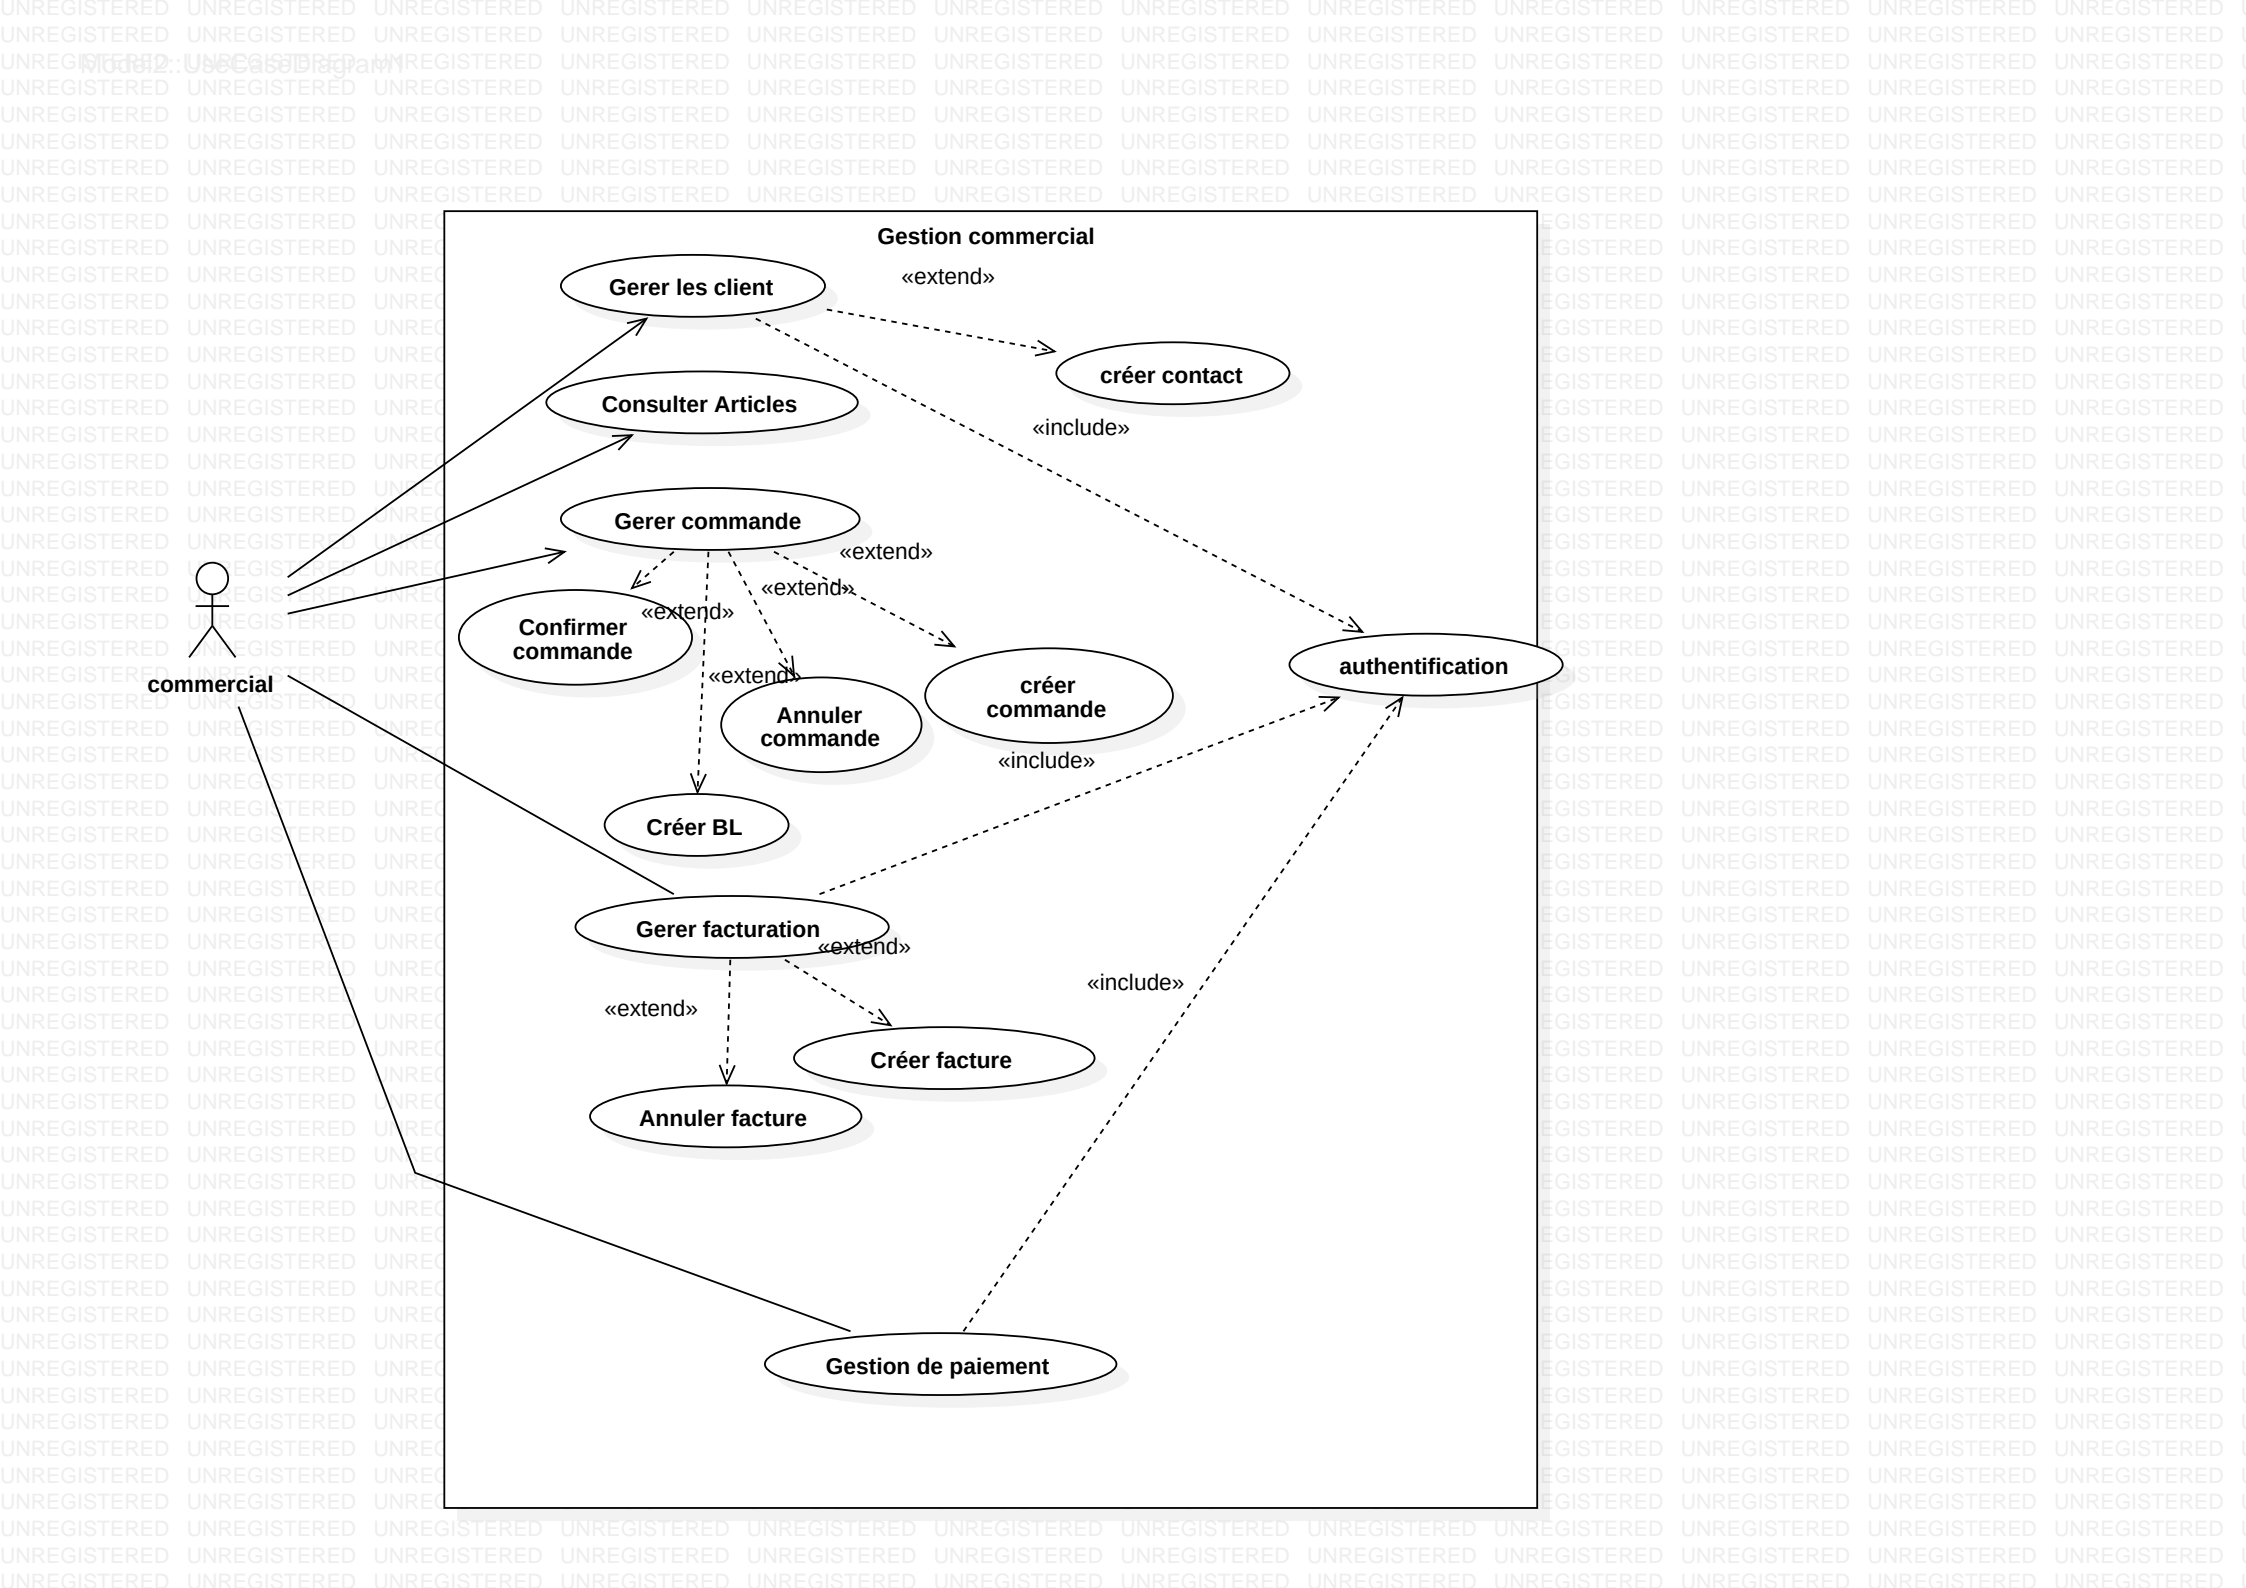 Model2::UseCaseDiagram1
Gestion commercial
«extend»
Gerer les client
créer contact
Consulter Articles
«include»
Gerer commande
«extend»
«extend»
«extend»
Confirmer
commande
commercial
«extend»
authentification
créer
commande
Annuler
commande
«include»
Créer BL
Gerer facturation
«extend»
«include»
«extend»
Créer facture
Annuler facture
Gestion de paiement
UNREGISTERED